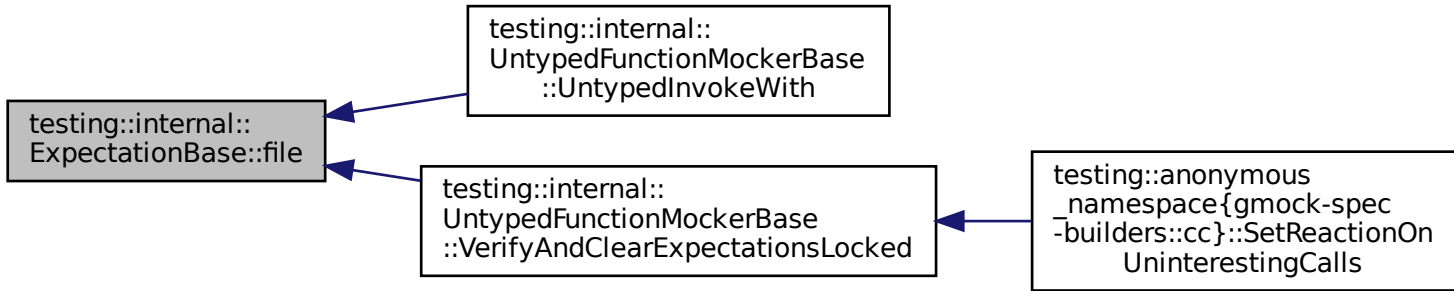 testing::internal::
ExpectationBase::file
testing::internal::
UntypedFunctionMockerBase
::UntypedInvokeWith
testing::internal::
UntypedFunctionMockerBase
::VerifyAndClearExpectationsLocked
testing::anonymous
_namespace{gmock-spec
-builders::cc}::SetReactionOn
UninterestingCalls